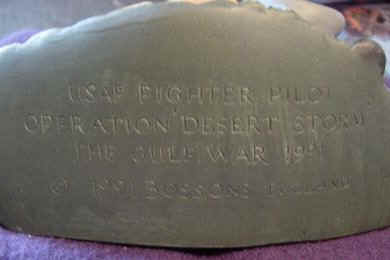 USAF FIGHTER PILOT
OPERATION DESERT STORM
THE GULF WAR 1991
© 1991 BOSSONS ENGLAND